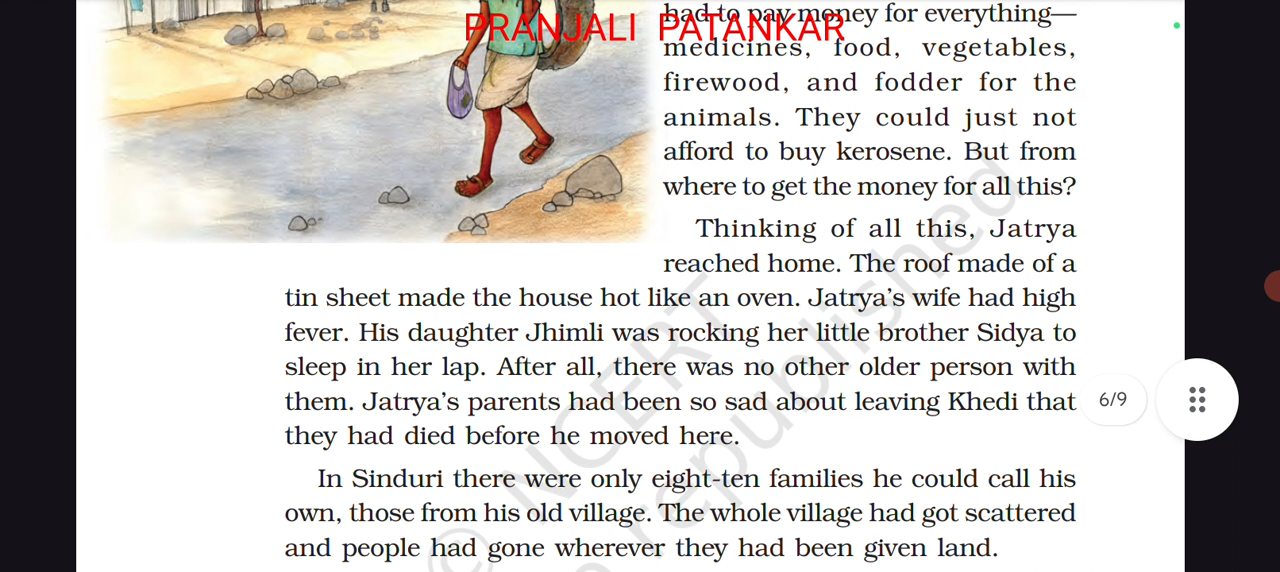 PRANJALI PATANKAR
had to pay money for everything—
medicines, food, vegetables,
firewood, and fodder for the
animals. They could just not
afford to buy kerosene. But from
where to get the money for all this?
Thinking of all this, Jatrya
reached home. The roof made of a
tin sheet made the house hot like an oven. Jatrya's wife had high
fever. His daughter Jhimli was rocking her little brother Sidya to
sleep in her lap. After all, there was no other older person with
them. Jatrya's parents had been so sad about leaving Khedi that
they had died before he moved here.
In Sinduri there were only eight-ten families he could call his
own, those from his old village. The whole village had got scattered
and people had gone wherever they had been given land.
6/9
© NCERT
republished